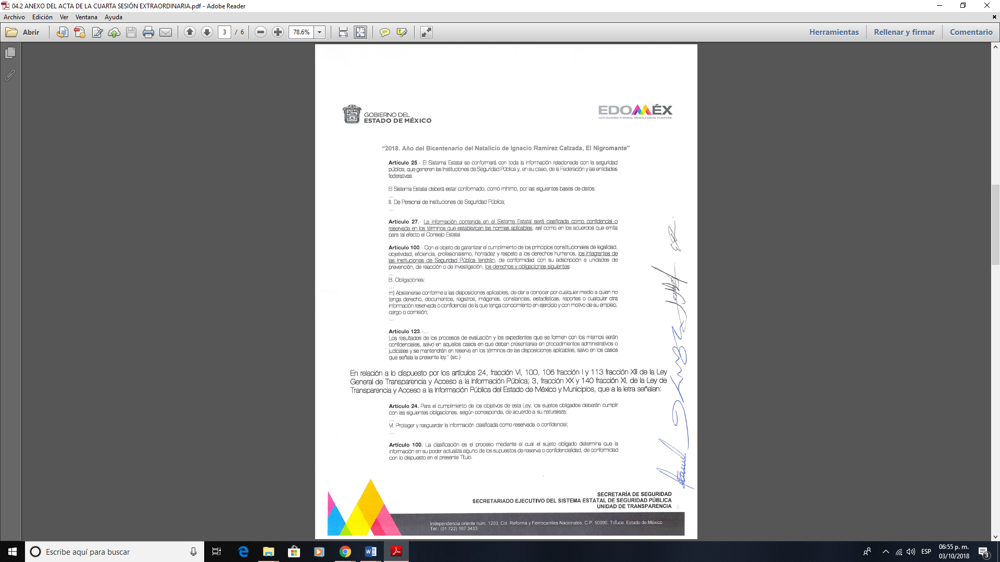 04.2 ANEXO DEL ACTA DE LA CUARTA SESIÓN EXTRAORDINARIA.pdf - Adobe Reader
Archivo Edición Ver Ventana Ayuda
Abrir 3 / 6 78.6% Herramientas Rellenar y firmar Comentario
GOBIERNO DEL
ESTADO DE MÉXICO
EDOMÉX
DECISIONES FIRMES, RESULTADOS FUERTES.
“2018. Año del Bicentenario del Natalicio de Ignacio Ramírez Calzada, El Nigromante”
Artículo 25.- El Sistema Estatal se conformará con toda la información relacionada con la seguridad
pública, que generen las Instituciones de Seguridad Pública y, en su caso, de la Federación y las entidades
federativas.
El Sistema Estatal deberá estar conformado, como mínimo, por las siguientes bases de datos:
...
III. De Personal de Instituciones de Seguridad Pública;
...
Artículo 27.- La información contenida en el Sistema Estatal será clasificada como confidencial o
reservada en los términos que establezcan las normas aplicables, así como en los acuerdos que emita
para tal efecto el Consejo Estatal.
Artículo 100.- Con el objeto de garantizar el cumplimiento de los principios constitucionales de legalidad,
objetividad, eficiencia, profesionalismo, honradez y respeto a los derechos humanos, los integrantes de
las Instituciones de Seguridad Pública tendrán, de conformidad con su adscripción a unidades de
prevención, de reacción o de investigación, los derechos y obligaciones siguientes:
...
B. Obligaciones:
...
m) Abstenerse conforme a las disposiciones aplicables, de dar a conocer por cualquier medio a quien no
tenga derecho, documentos, registros, imágenes, constancias, estadísticas, reportes o cualquier otra
información reservada o confidencial de la que tenga conocimiento en ejercicio y con motivo de su empleo,
cargo o comisión;
...
Artículo 123.-...
Los resultados de los procesos de evaluación y los expedientes que se formen con los mismos serán
confidenciales, salvo en aquellos casos en que deban presentarse en procedimientos administrativos o
judiciales y se mantendrán en reserva en los términos de las disposiciones aplicables, salvo en los casos
que señala la presente ley.” (sic.)
En relación a lo dispuesto por los artículos 24, fracción VI, 100, 106 fracción I y 113 fracción XIII de la Ley
General de Transparencia y Acceso a la Información Pública; 3, fracción XX y 140 fracción XI, de la Ley de
Transparencia y Acceso a la Información Pública del Estado de México y Municipios, que a la letra señalan:
Artículo 24. Para el cumplimiento de los objetivos de esta Ley, los sujetos obligados deberán cumplir
con las siguientes obligaciones, según corresponda, de acuerdo a su naturaleza:
...
VI. Proteger y resguardar la información clasificada como reservada o confidencial;
...
Artículo 100. La clasificación es el proceso mediante el cual el sujeto obligado determina que la
información en su poder actualiza alguno de los supuestos de reserva o confidencialidad, de conformidad
con lo dispuesto en el presente Título.
SECRETARÍA DE SEGURIDAD
SECRETARIADO EJECUTIVO DEL SISTEMA ESTATAL DE SEGURIDAD PÚBLICA
UNIDAD DE TRANSPARENCIA
Independencia oriente núm. 1203, Col. Reforma y Ferrocarriles Nacionales, C.P. 50090, Toluca, Estado de México.
Tel.: (01 722) 167 3433.
Escribe aquí para buscar
ESP
06:55 p. m.
03/10/2018
3